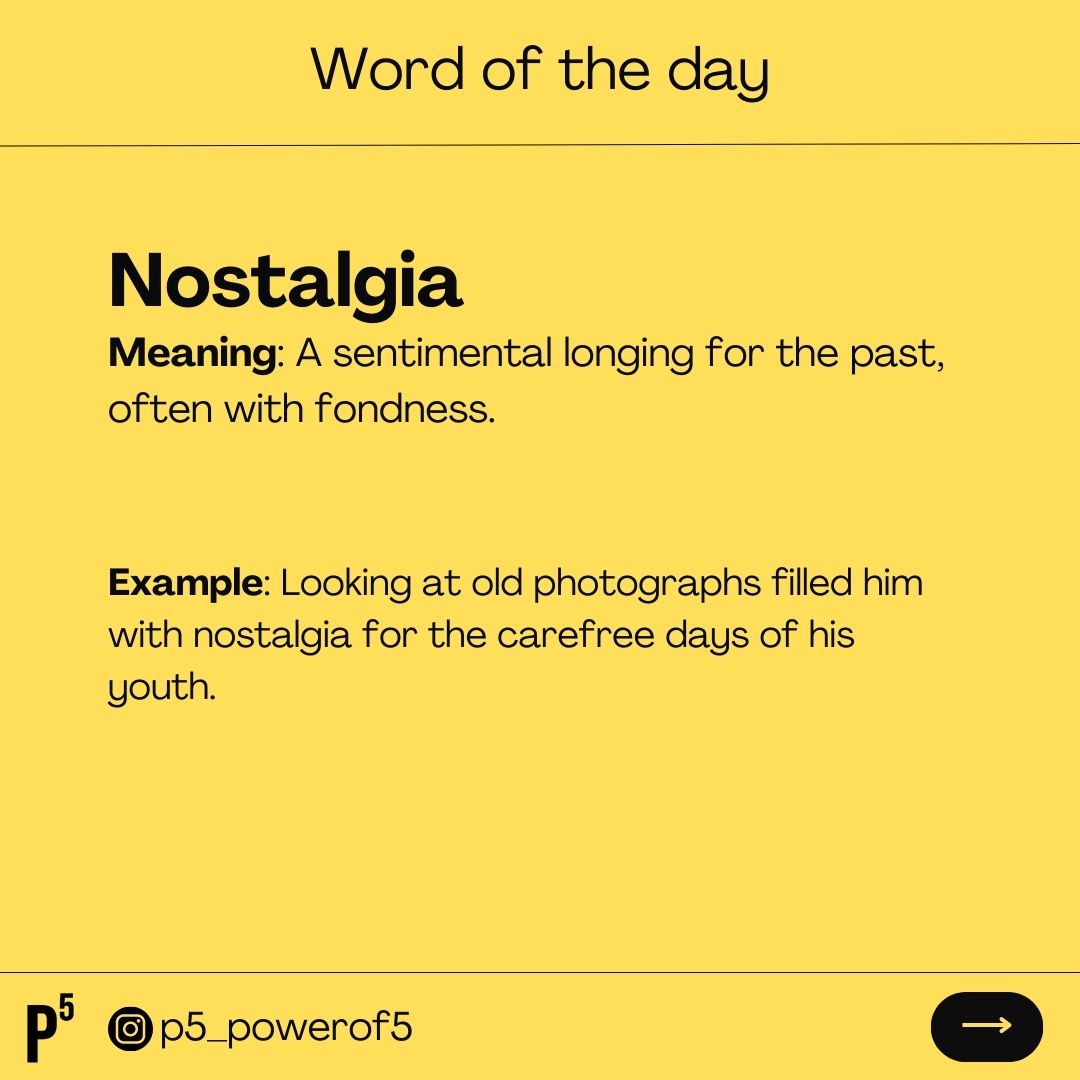 Word of the day
Nostalgia
Meaning: A sentimental longing for the past,
often with fondness.
Example: Looking at old photographs filled him
with nostalgia for the carefree days of his
youth.
P⁵ p5_powerof5